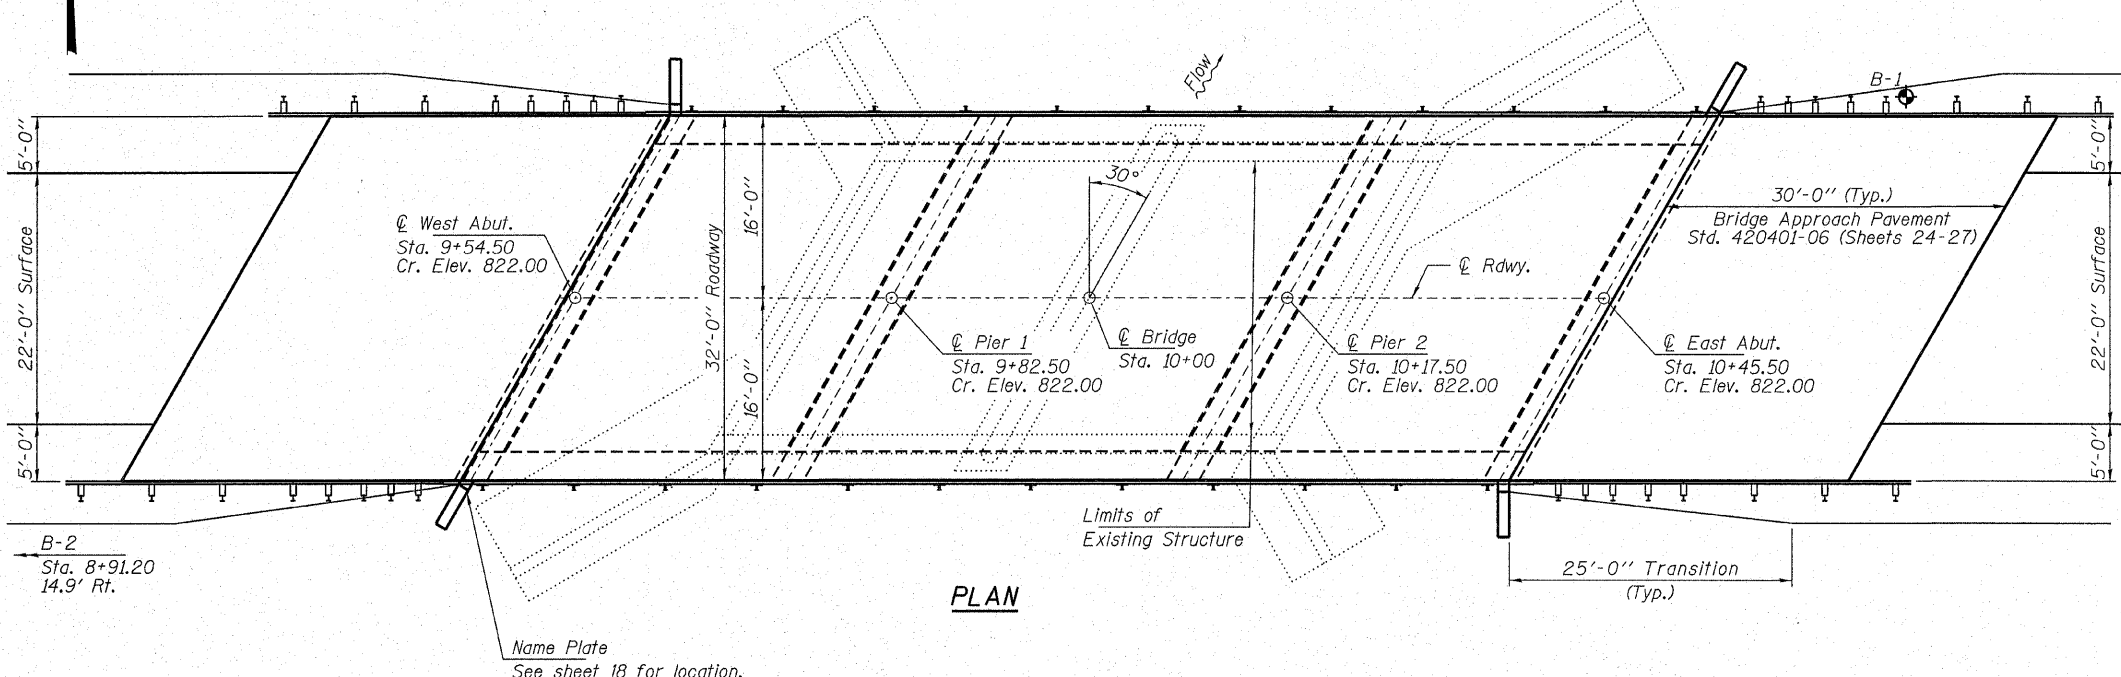 Flow
B-1
5'-0"
5'-0"
30°
30'-0" (Typ.)
Bridge Approach Pavement
Std. 420401-06 (Sheets 24-27)
16'-0"
℄ West Abut.
Sta. 9+54.50
Cr. Elev. 822.00
℄ Rdwy.
22'-0" Surface
32'-0" Roadway
22'-0" Surface
℄ Pier 1
Sta. 9+82.50
Cr. Elev. 822.00
℄ Bridge
Sta. 10+00
℄ Pier 2
Sta. 10+17.50
Cr. Elev. 822.00
℄ East Abut.
Sta. 10+45.50
Cr. Elev. 822.00
16'-0"
5'-0"
5'-0"
Limits of
Existing Structure
B-2
Sta. 8+91.20
14.9' Rt.
25'-0" Transition
(Typ.)
PLAN
Name Plate
See sheet 18 for location.